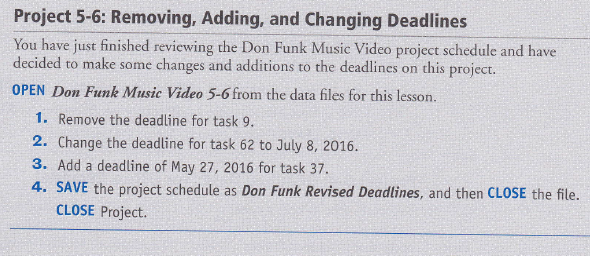 Project 5-6: Removing, Adding, and Changing Deadlines
You have just finished reviewing the Don Funk Music Video project schedule and have
decided to make some changes and additions to the deadlines on this project.
OPEN Don Funk Music Video 5-6 from the data files for this lesson.
1. Remove the deadline for task 9.
2. Change the deadline for task 62 to July 8, 2016.
3. Add a deadline of May 27, 2016 for task 37.
4. SAVE the project schedule as Don Funk Revised Deadlines, and then CLOSE the file.
CLOSE Project.